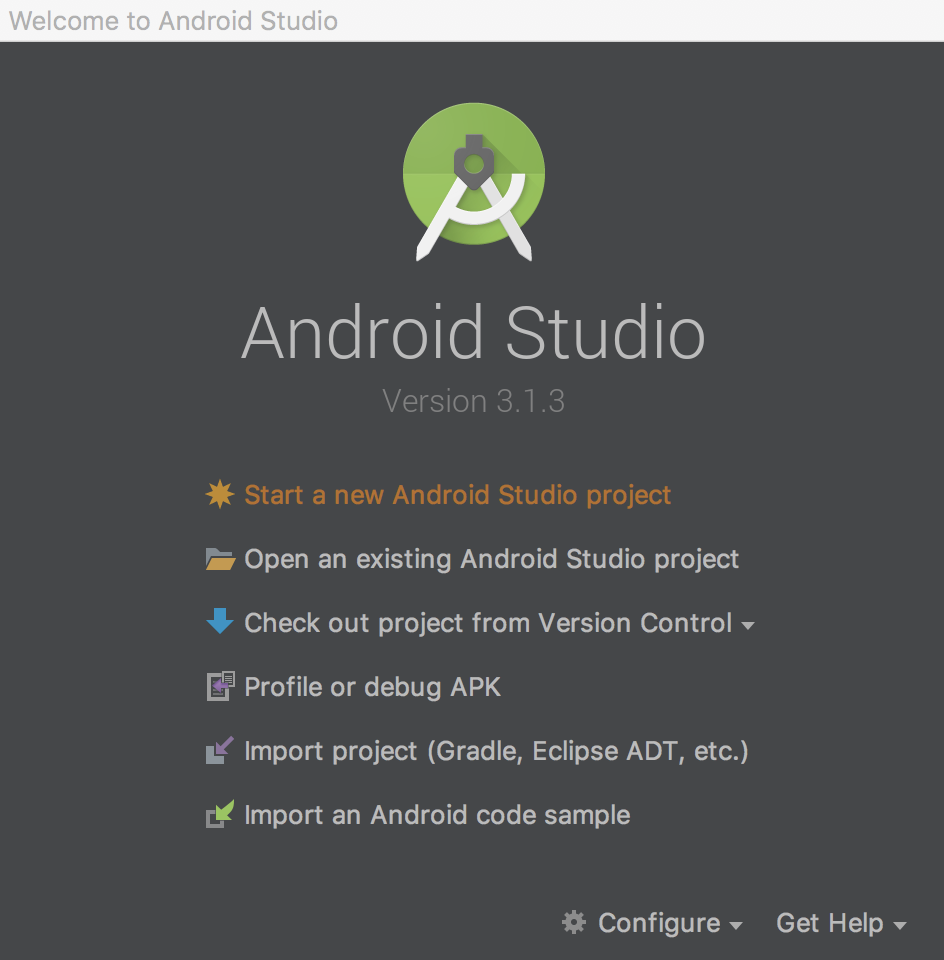 Welcome to Android Studio
Android Studio
Version 3.1.3
Start a new Android Studio project
Open an existing Android Studio project
Check out project from Version Control
Profile or debug APK
Import project (Gradle, Eclipse ADT, etc.)
Import an Android code sample
Configure Get Help